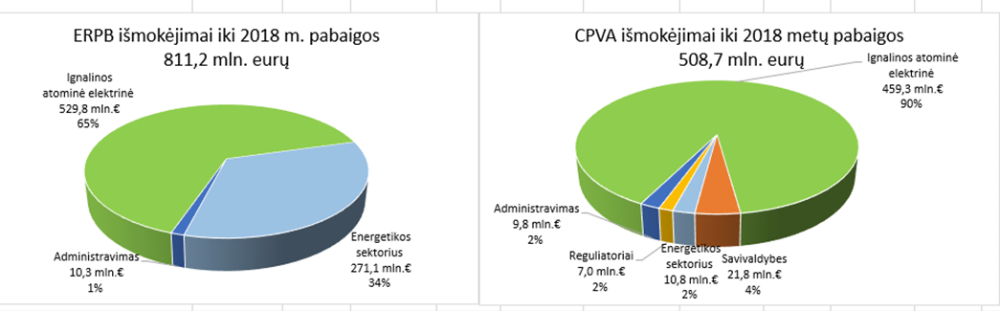 ERPB išmokėjimai iki 2018 m. pabaigos
811,2 mln. eurų
Ignalinos
atominė elektrinė
529,8 mln.€
65%
Energetikos
sektorius
271,1 mln.€
34%
Administravimas
10,3 mln.€
1%
CPVA išmokėjimai iki 2018 metų pabaigos
508,7 mln. eurų
Ignalinos atominė
elektrinė
459,3 mln.€
90%
Administravimas
9,8 mln.€
2%
Reguliatoriai
7,0 mln.€
2%
Energetikos
sektorius
10,8 mln.€
2%
Savivaldybes
21,8 mln.€
4%